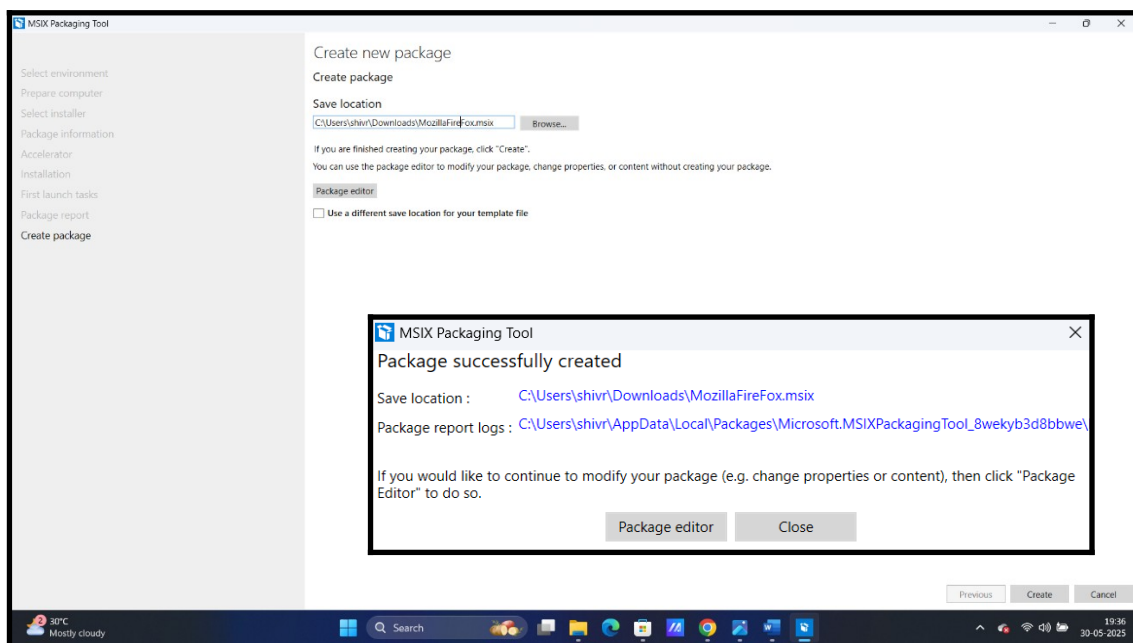 MSIX Packaging Tool
Select environment
Prepare computer
Select installer
Package information
Accelerator
Installation
First launch tasks
Package report
Create package
Create new package
Create package
Save location
C:\Users\shivr\Downloads\MozillaFireFox.msix
Browse...
If you are finished creating your package, click "Create".
You can use the package editor to modify your package, change properties, or content without creating your package.
Package editor
Use a different save location for your template file
MSIX Packaging Tool
Package successfully created
Save location : C:\Users\shivr\Downloads\MozillaFireFox.msix
Package report logs : C:\Users\shivr\AppData\Local\Packages\Microsoft.MSIXPackagingTool_8wekyb3d8bbwe\
If you would like to continue to modify your package (e.g. change properties or content), then click "Package
Editor" to do so.
Package editor Close
Previous Create Cancel
2
30°C
Mostly cloudy
Search
19:36
30-05-2025